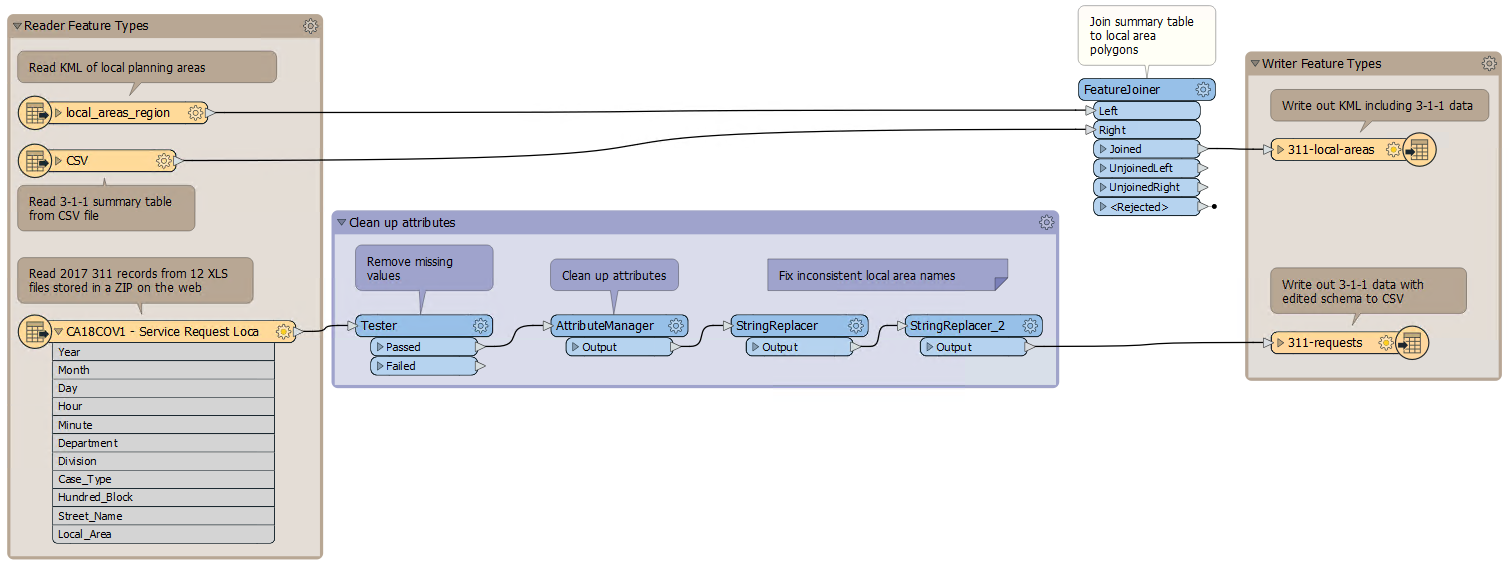 Reader Feature Types
Read KML of local planning areas
local_areas_region
CSV
Read 3-1-1 summary table
from CSV file
Read 2017 311 records from 12 XLS
files stored in a ZIP on the web
CA18COV1 - Service Request Loca
Year
Month
Day
Hour
Minute
Department
Division
Case_Type
Hundred_Block
Street_Name
Local_Area
Clean up attributes
Remove missing
values
Tester
Passed
Failed
Clean up attributes
AttributeManager
Output
Fix inconsistent local area names
StringReplacer
Output
StringReplacer_2
Output
Join summary table
to local area
polygons
FeatureJoiner
Left
Right
Joined
UnjoinedLeft
UnjoinedRight
<Rejected>
Writer Feature Types
Write out KML including 3-1-1 data
311-local-areas
Write out 3-1-1 data with
edited schema to CSV
311-requests